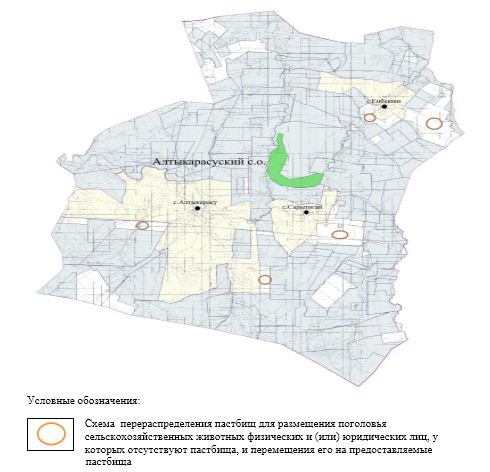 с.Енбекши
Алтыкарасуский с.о.
с.Алтыкарасу
с.Сарытогай
Условные обозначения:
Схема перераспределения пастбищ для размещения поголовья
сельскохозяйственных животных физических и (или) юридических лиц, у
которых отсутствуют пастбища, и перемещения его на предоставляемые
пастбища